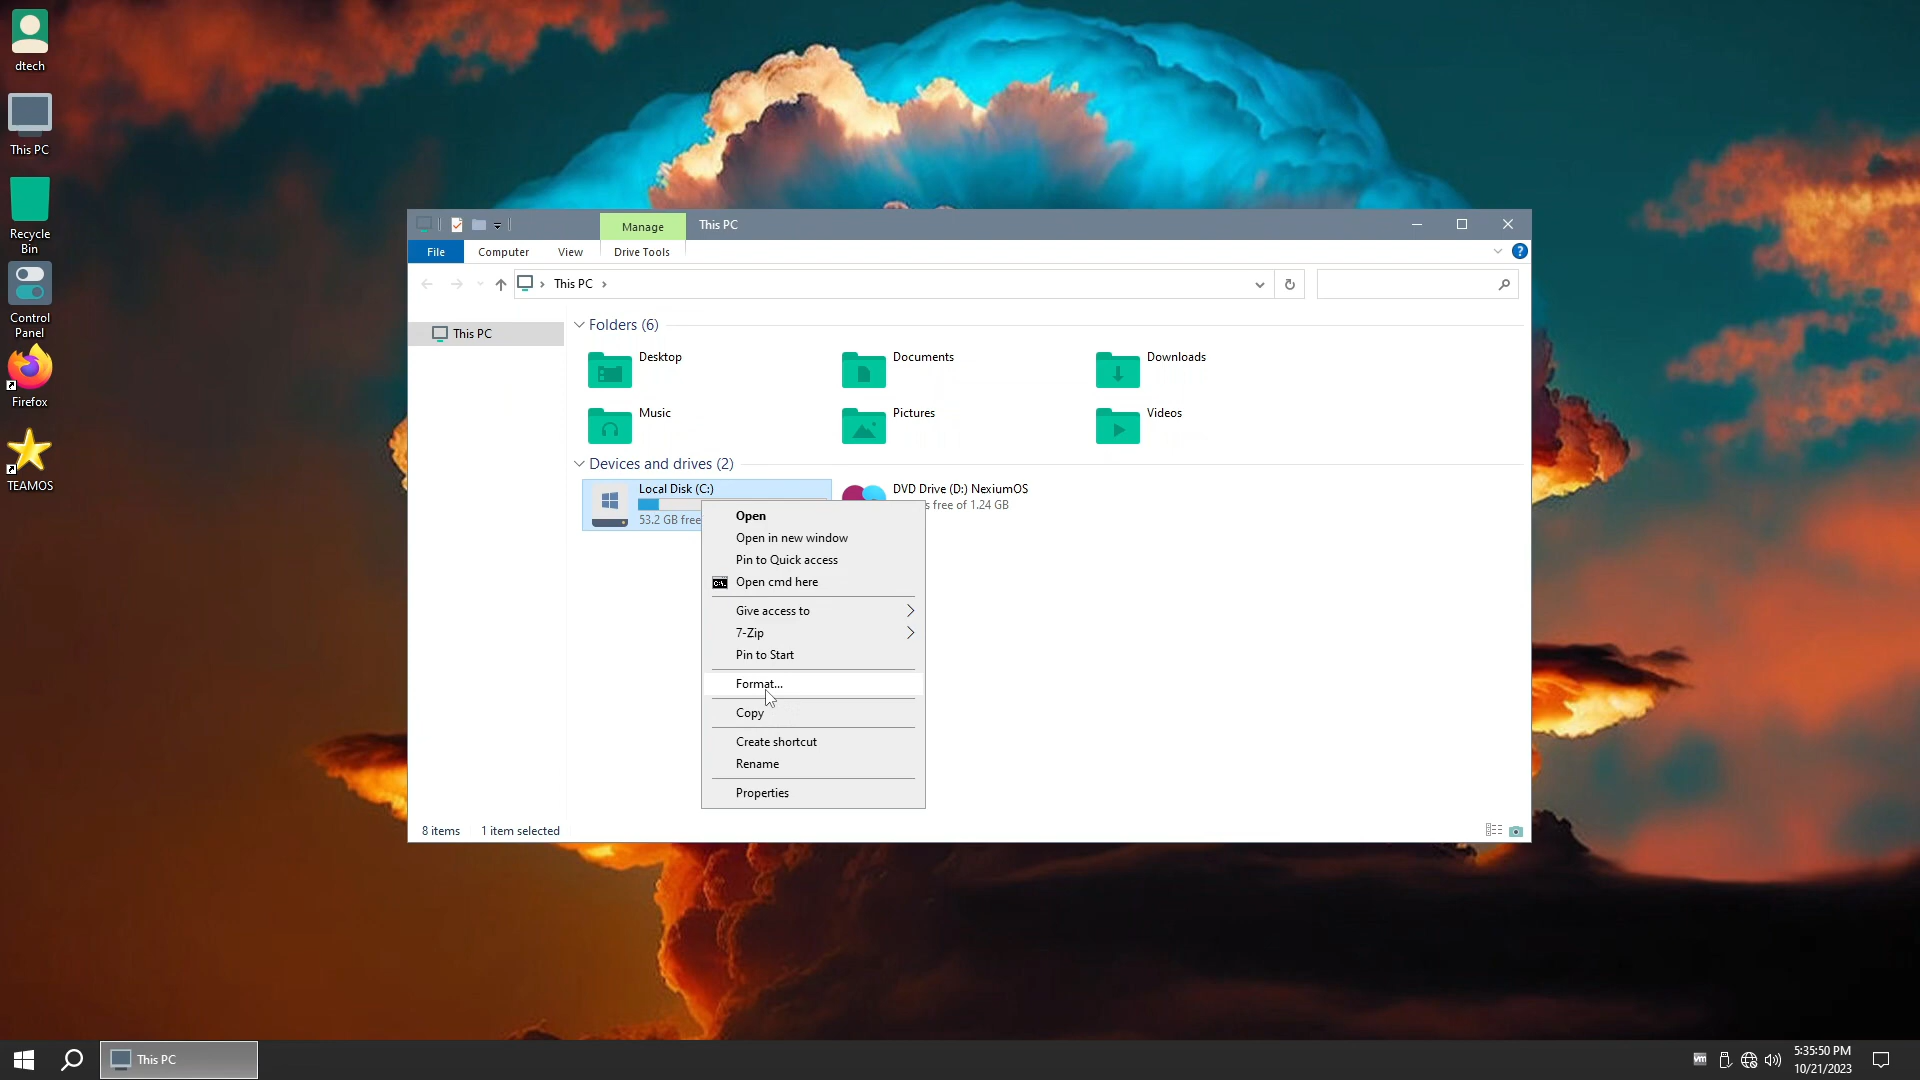 dtech
This PC
Recycle
Bin
Control
Panel
Firefox
TEAMOS
Manage
This PC
File
Computer
View
Drive Tools
?
This PC
This PC
Folders (6)
Desktop
Documents
Downloads
Music
Pictures
Videos
Devices and drives (2)
Local Disk (C:)
53.2 GB free
DVD Drive (D:) NexiumOS
s free of 1.24 GB
Open
Open in new window
Pin to Quick access
C:\.
Open cmd here
Give access to
7-Zip
Pin to Start
Format...
Copy
Create shortcut
Rename
Properties
8 items
1 item selected
This PC
vm
5:35:50 PM
10/21/2023